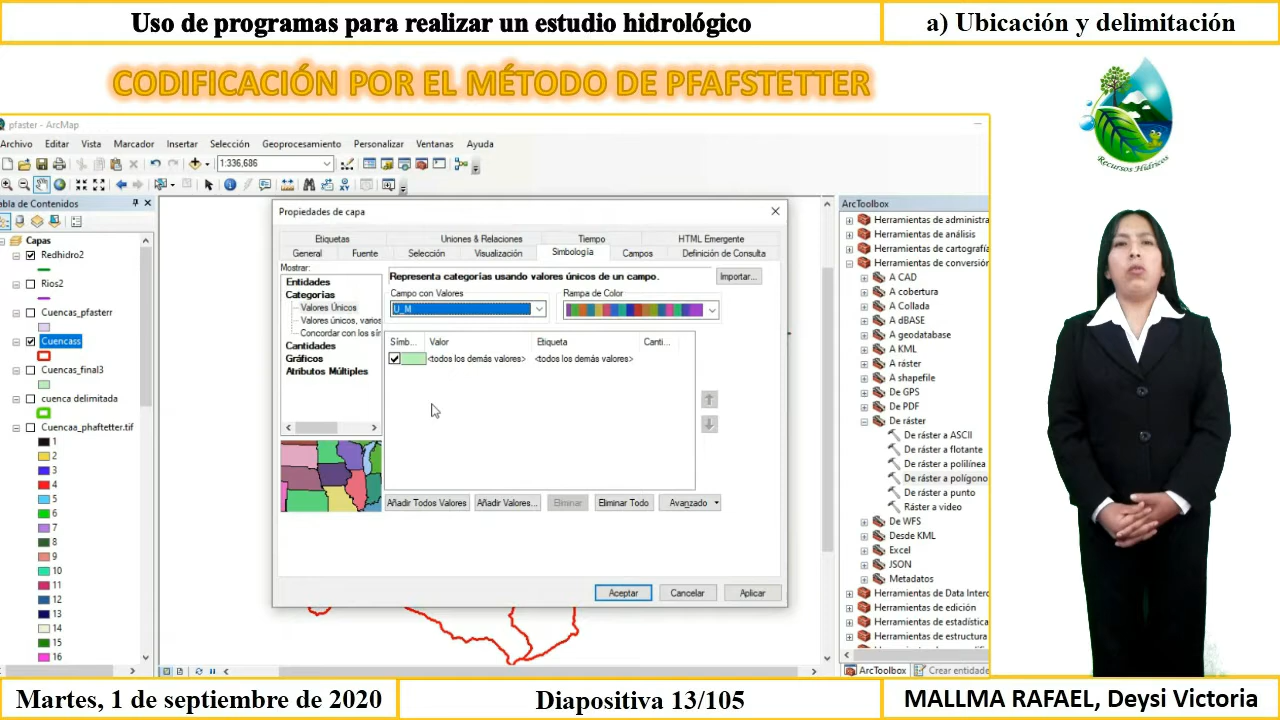 Uso de programas para realizar un estudio hidrológico
a) Ubicación y delimitación
CODIFICACIÓN POR EL MÉTODO DE PFAFSTETTER
Recursos Hídricos
pfaster - ArcMap
Archivo Editar Vista Marcador Insertar Selección Geoprocesamiento Personalizar Ventanas Ayuda
1:336,686
Tabla de Contenidos
Capas
Redhidro2
Rios2
Cuencas_pfasterr
Cuencass
Cuencas_final3
cuenca delimitada
Cuencaa_phaftetter.tif
1
2
3
4
5
6
7
8
9
10
11
12
13
14
15
16
Propiedades de capa
Etiquetas Uniones & Relaciones Tiempo HTML Emergente
General Fuente Selección Visualización Simbología Campos Definición de Consulta
Mostrar:
Entidades
Categorías
Valores Únicos
Valores únicos, varios
Concordar con los sím
Cantidades
Gráficos
Atributos Múltiples
Representa categorías usando valores únicos de un campo.
Importar...
Campo con Valores
U_M
Rampa de Color
Símb... Valor Etiqueta Canti...
<todos los demás valores> <todos los demás valores>
Añadir Todos Valores Añadir Valores... Eliminar Eliminar Todo Avanzado
Aceptar Cancelar Aplicar
ArcToolbox
Herramientas de administra
Herramientas de análisis
Herramientas de cartografí
Herramientas de conversión
A CAD
A cobertura
A Collada
A dBASE
A geodatabase
A KML
A ráster
A shapefile
De GPS
De PDF
De ráster
De ráster a ASCII
De ráster a flotante
De ráster a polilínea
De ráster a polígono
De ráster a punto
Ráster a video
De WFS
Desde KML
Excel
JSON
Metadatos
Herramientas de Data Intero
Herramientas de edición
Herramientas de estadística
Herramientas de estructura
ArcToolbox Crear entidade
Martes, 1 de septiembre de 2020
Diapositiva 13/105
MALLMA RAFAEL, Deysi Victoria